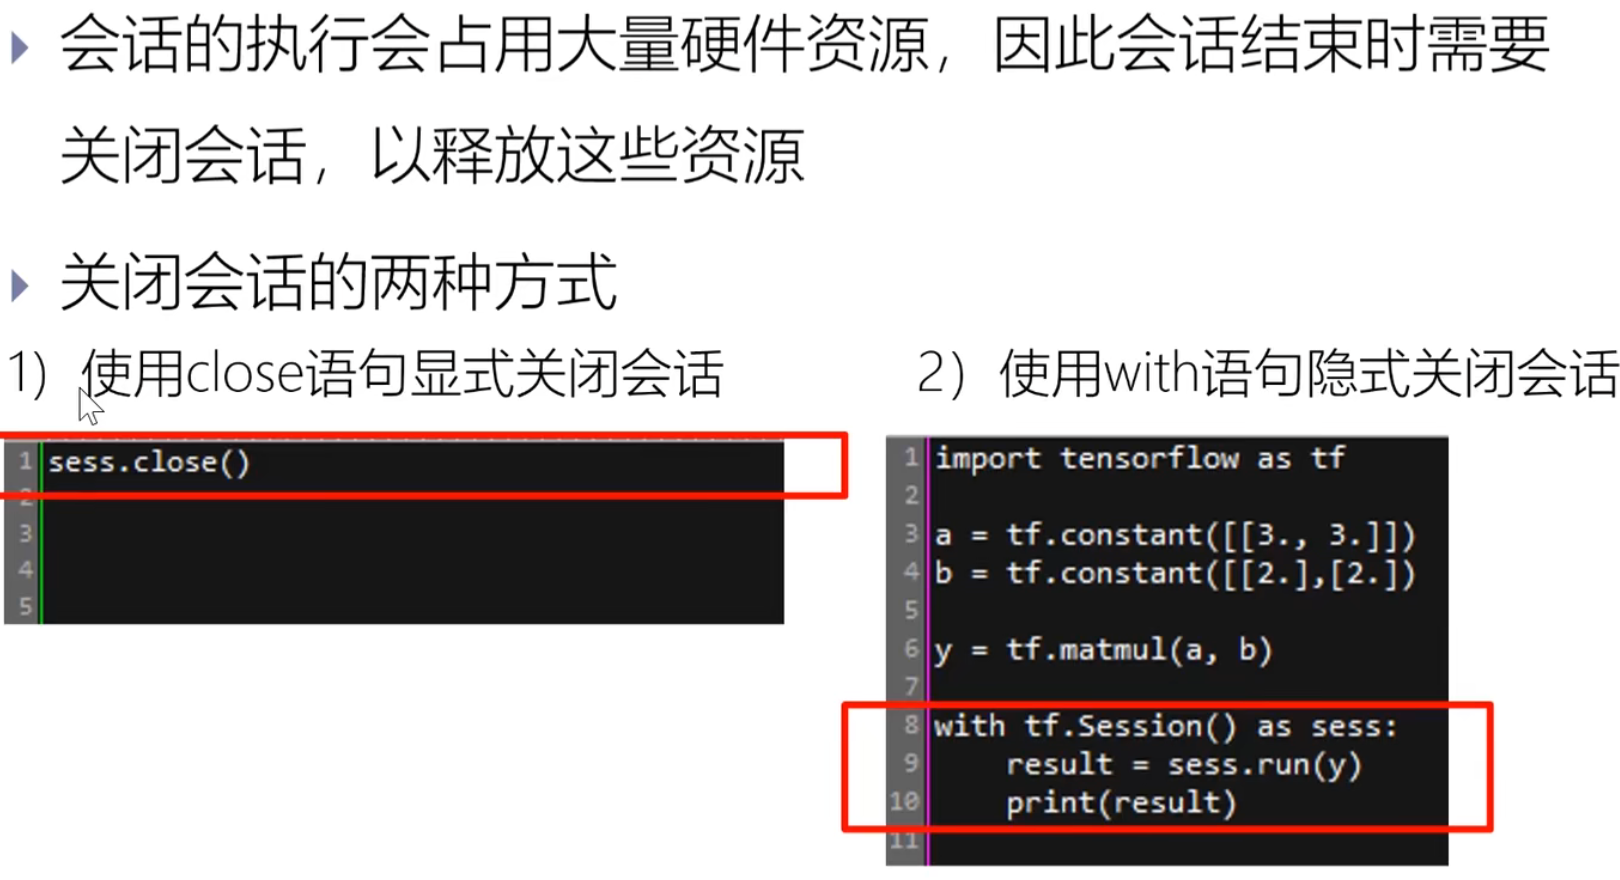 会话的执行会占用大量硬件资源，因此会话结束时需要
关闭会话，以释放这些资源
关闭会话的两种方式
1）使用close语句显式关闭会话
1 sess.close()
2
3
4
5
2）使用with语句隐式关闭会话
1 import tensorflow as tf
2
3 a = tf.constant([[3., 3.]])
4 b = tf.constant([[2.],[2.])
5
6 y = tf.matmul(a, b)
7
8 with tf.Session() as sess:
9     result = sess.run(y)
10     print(result)
11